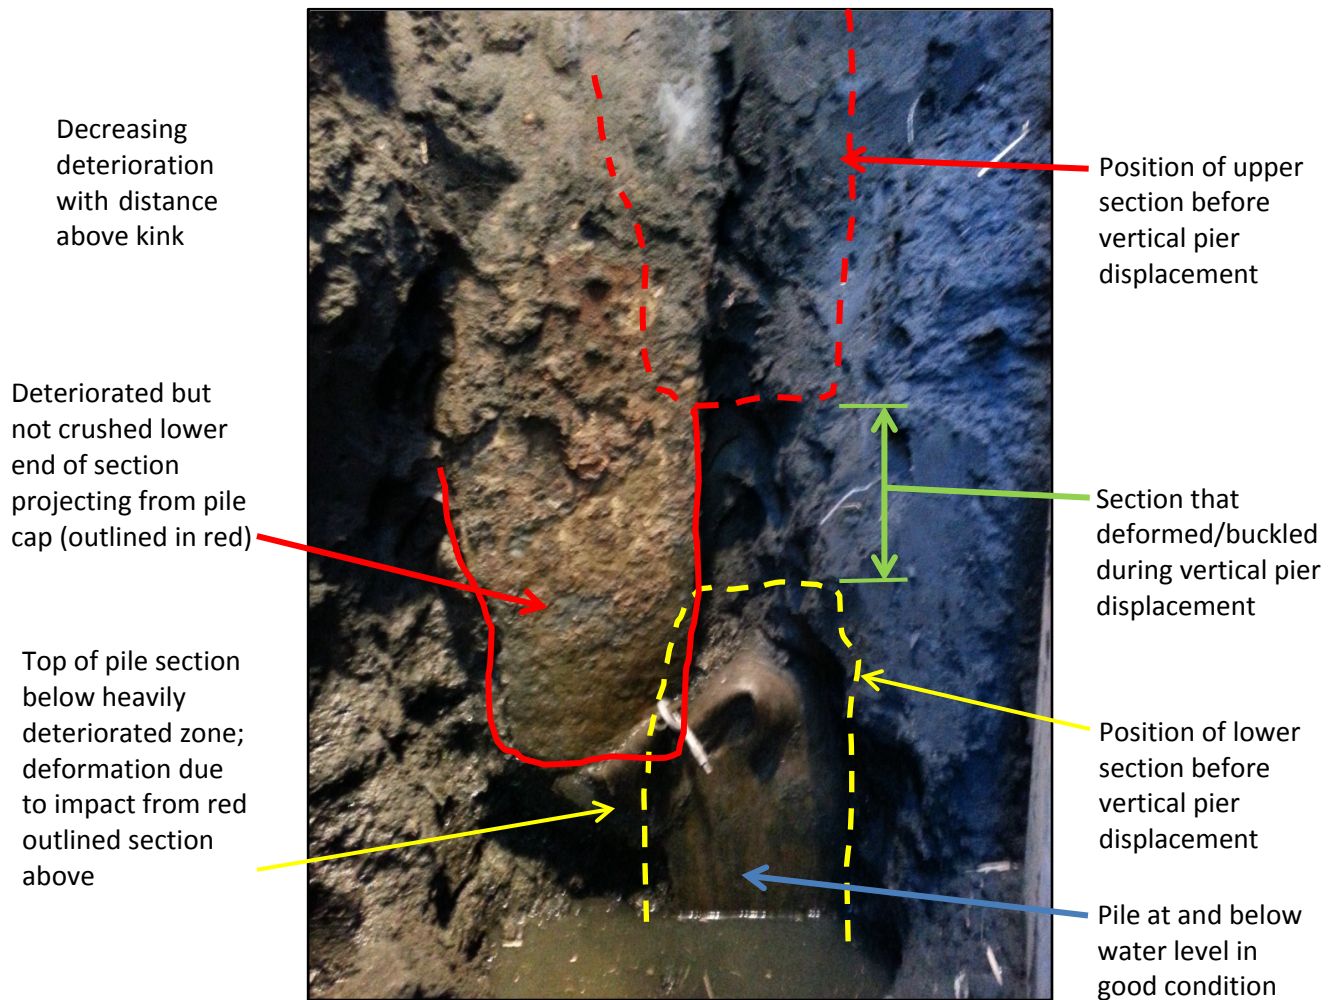 Decreasing
deterioration
with distance
above kink
Deteriorated but
not crushed lower
end of section
projecting from pile
cap (outlined in red)
Top of pile section
below heavily
deteriorated zone;
deformation due
to impact from red
outlined section
above
Position of upper
section before
vertical pier
displacement
Section that
deformed/buckled
during vertical pier
displacement
Position of lower
section before
vertical pier
displacement
Pile at and below
water level in
good condition